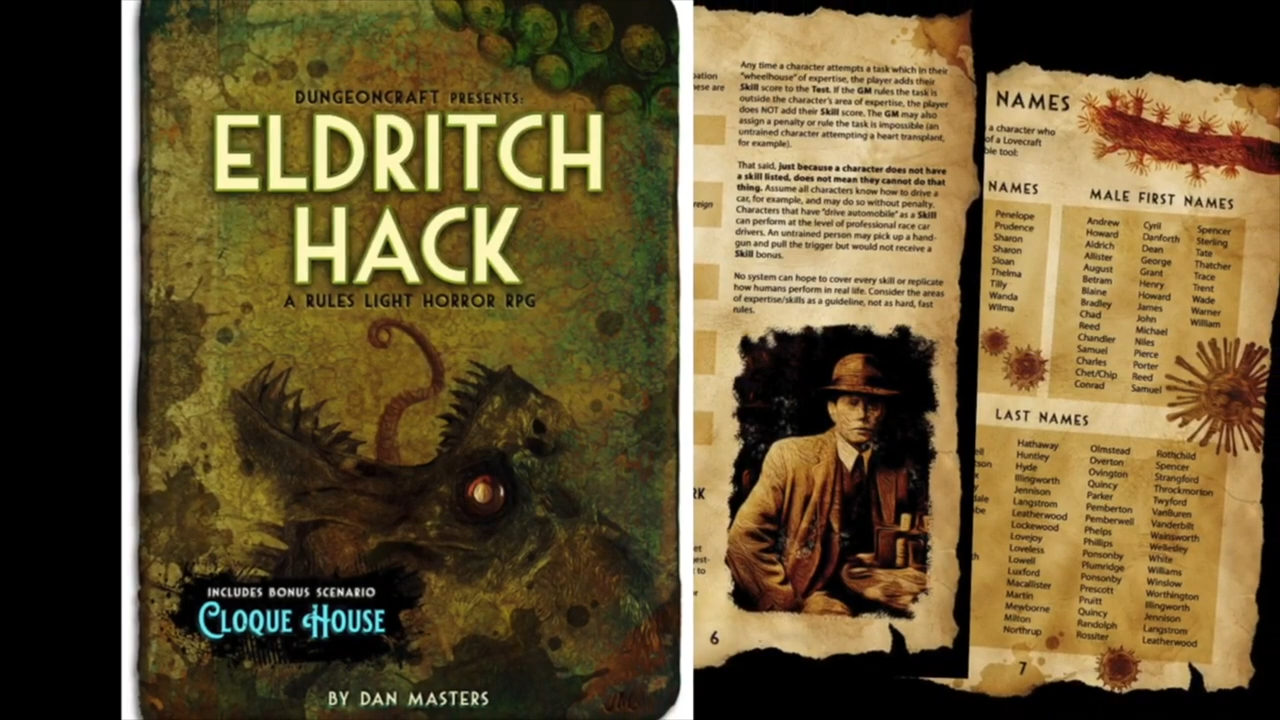 DUNGEONCRAFT PRESENTS:
ELDRITCH
HACK
A RULES LIGHT HORROR RPG
INCLUDES BONUS SCENARIO
CLOQUE HOUSE
BY DAN MASTERS
Any time a character attempts a task which in their
"wheelhouse" of expertise, the player adds their
Skill score to the Test. If the GM rules the task is
outside the character's area of expertise, the player
does NOT add their Skill score. The GM may also
assign a penalty or rule the task is impossible (an
untrained character attempting a heart transplant,
for example).
That said, just because a character does not have
a skill listed, does not mean they cannot do that
thing. Assume all characters know how to drive a
car, for example, and may do so without penalty.
Characters that have "drive automobile" as a Skill
can perform at the level of professional race car
drivers. An untrained person may pick up a hand-
gun and pull the trigger but would not receive a
Skill bonus.
No system can hope to cover every skill or replicate
how humans perform in real life. Consider the areas
of expertise/skills as a guideline, not as hard, fast
rules.
6
NAMES
a character who
of a Lovecraft
ble tool:
NAMES
Penelope
Prudence
Sharon
Sharon
Sloan
Thelma
Tilly
Wanda
Wilma
MALE FIRST NAMES
Andrew
Howard
Aldrich
Allister
August
Betram
Blaine
Bradley
Chad
Reed
Chandler
Samuel
Charles
Chet/Chip
Conrad
Cyril
Danforth
Dean
George
Grant
Henry
Howard
James
John
Michael
Niles
Pierce
Porter
Reed
Samuel
Spencer
Sterling
Tate
Thatcher
Trace
Trent
Wade
Warner
William
LAST NAMES
Hathaway
Huntley
Hyde
Illingworth
Jennison
Langstrom
Leatherwood
Lockewood
Lovejoy
Loveless
Lowell
Luxford
Macallister
Martin
Mewborne
Milton
Northrup
Olmstead
Overton
Ovington
Quincy
Parker
Pemberton
Pemberwell
Phelps
Phillips
Ponsonby
Plumridge
Ponsonby
Prescott
Pruitt
Quincy
Randolph
Rossiter
Rothchild
Spencer
Strangford
Throckmorton
Twyford
VanBuren
Vanderbilt
Wainsworth
Wellesley
White
Williams
Winslow
Worthington
Illingworth
Jennison
Langstrom
Leatherwood
7